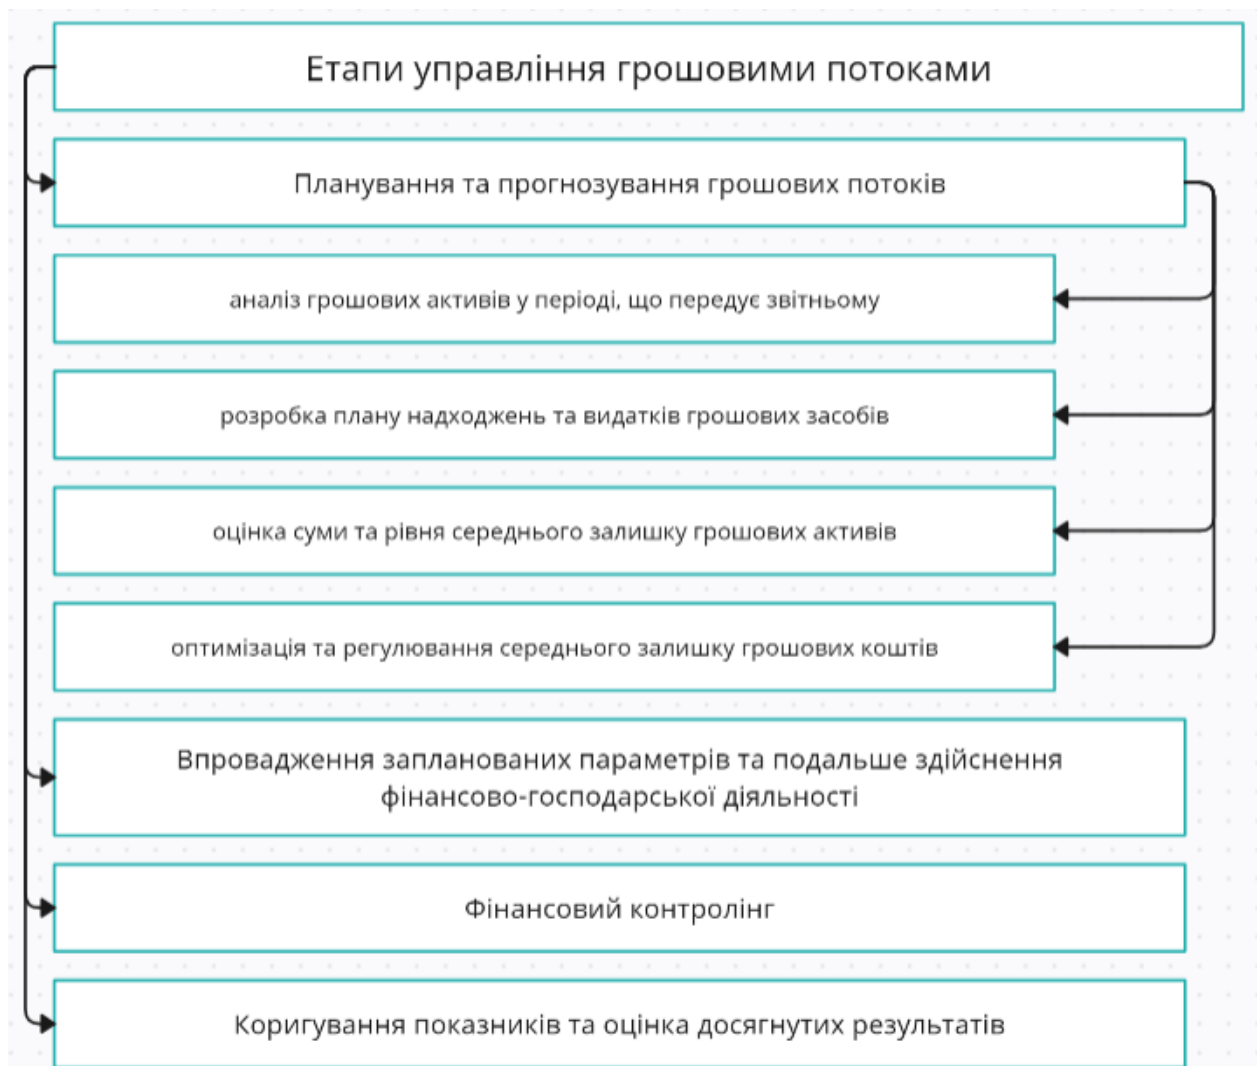 Етапи управління грошовими потоками
Планування та прогнозування грошових потоків
аналіз грошових активів у періоді, що передує звітньому
розробка плану надходжень та видатків грошових засобів
оцінка суми та рівня середнього залишку грошових активів
оптимізація та регулювання середнього залишку грошових коштів
Впровадження запланованих параметрів та подальше здійснення
фінансово-господарської діяльності
Фінансовий контролінг
Коригування показників та оцінка досягнутих результатів